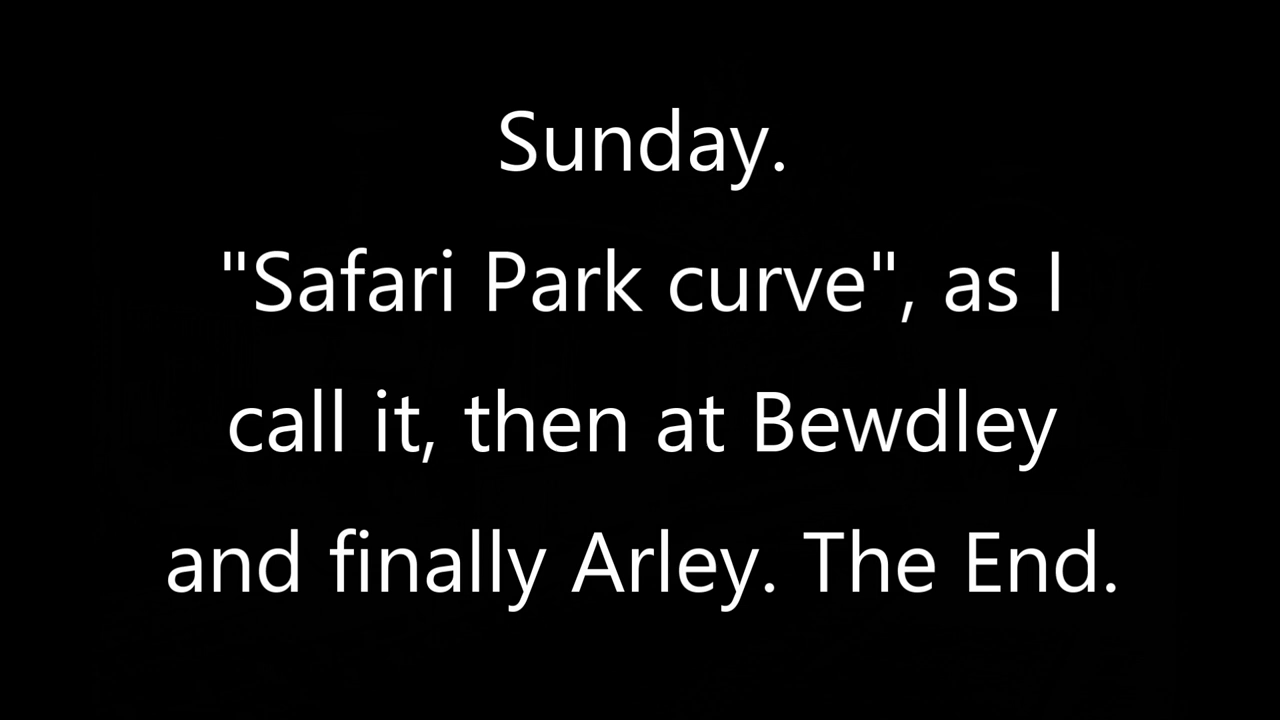 Sunday.
"Safari Park curve", as I
call it, then at Bewdley
and finally Arley. The End.